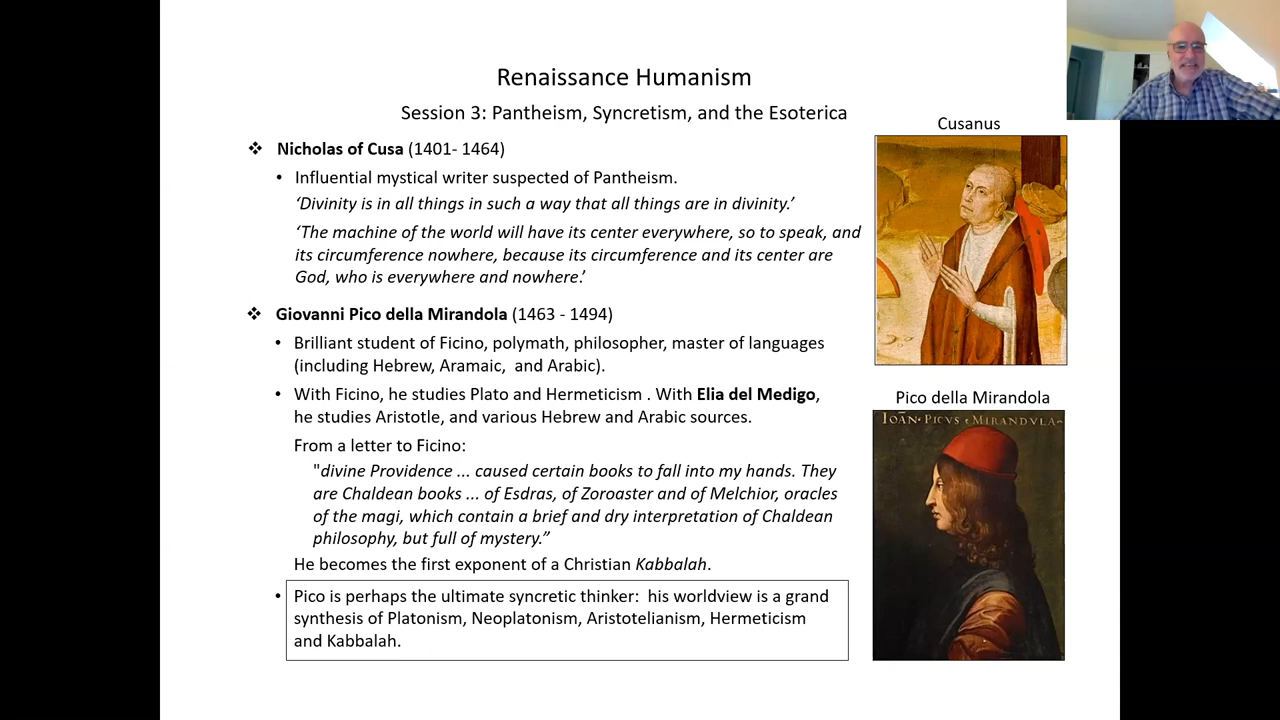 Renaissance Humanism
Session 3: Pantheism, Syncretism, and the Esoterica
Cusanus
❖ Nicholas of Cusa (1401- 1464)
• Influential mystical writer suspected of Pantheism.
‘Divinity is in all things in such a way that all things are in divinity.’
‘The machine of the world will have its center everywhere, so to speak, and
its circumference nowhere, because its circumference and its center are
God, who is everywhere and nowhere.’
❖ Giovanni Pico della Mirandola (1463 - 1494)
• Brilliant student of Ficino, polymath, philosopher, master of languages
(including Hebrew, Aramaic, and Arabic).
• With Ficino, he studies Plato and Hermeticism . With Elia del Medigo,
he studies Aristotle, and various Hebrew and Arabic sources.
From a letter to Ficino:
"divine Providence ... caused certain books to fall into my hands. They
are Chaldean books ... of Esdras, of Zoroaster and of Melchior, oracles
of the magi, which contain a brief and dry interpretation of Chaldean
philosophy, but full of mystery.”
He becomes the first exponent of a Christian Kabbalah.
• Pico is perhaps the ultimate syncretic thinker: his worldview is a grand
synthesis of Platonism, Neoplatonism, Aristotelianism, Hermeticism
and Kabbalah.
Pico della Mirandola
IOÃN· PICVS · MIRANDVLA